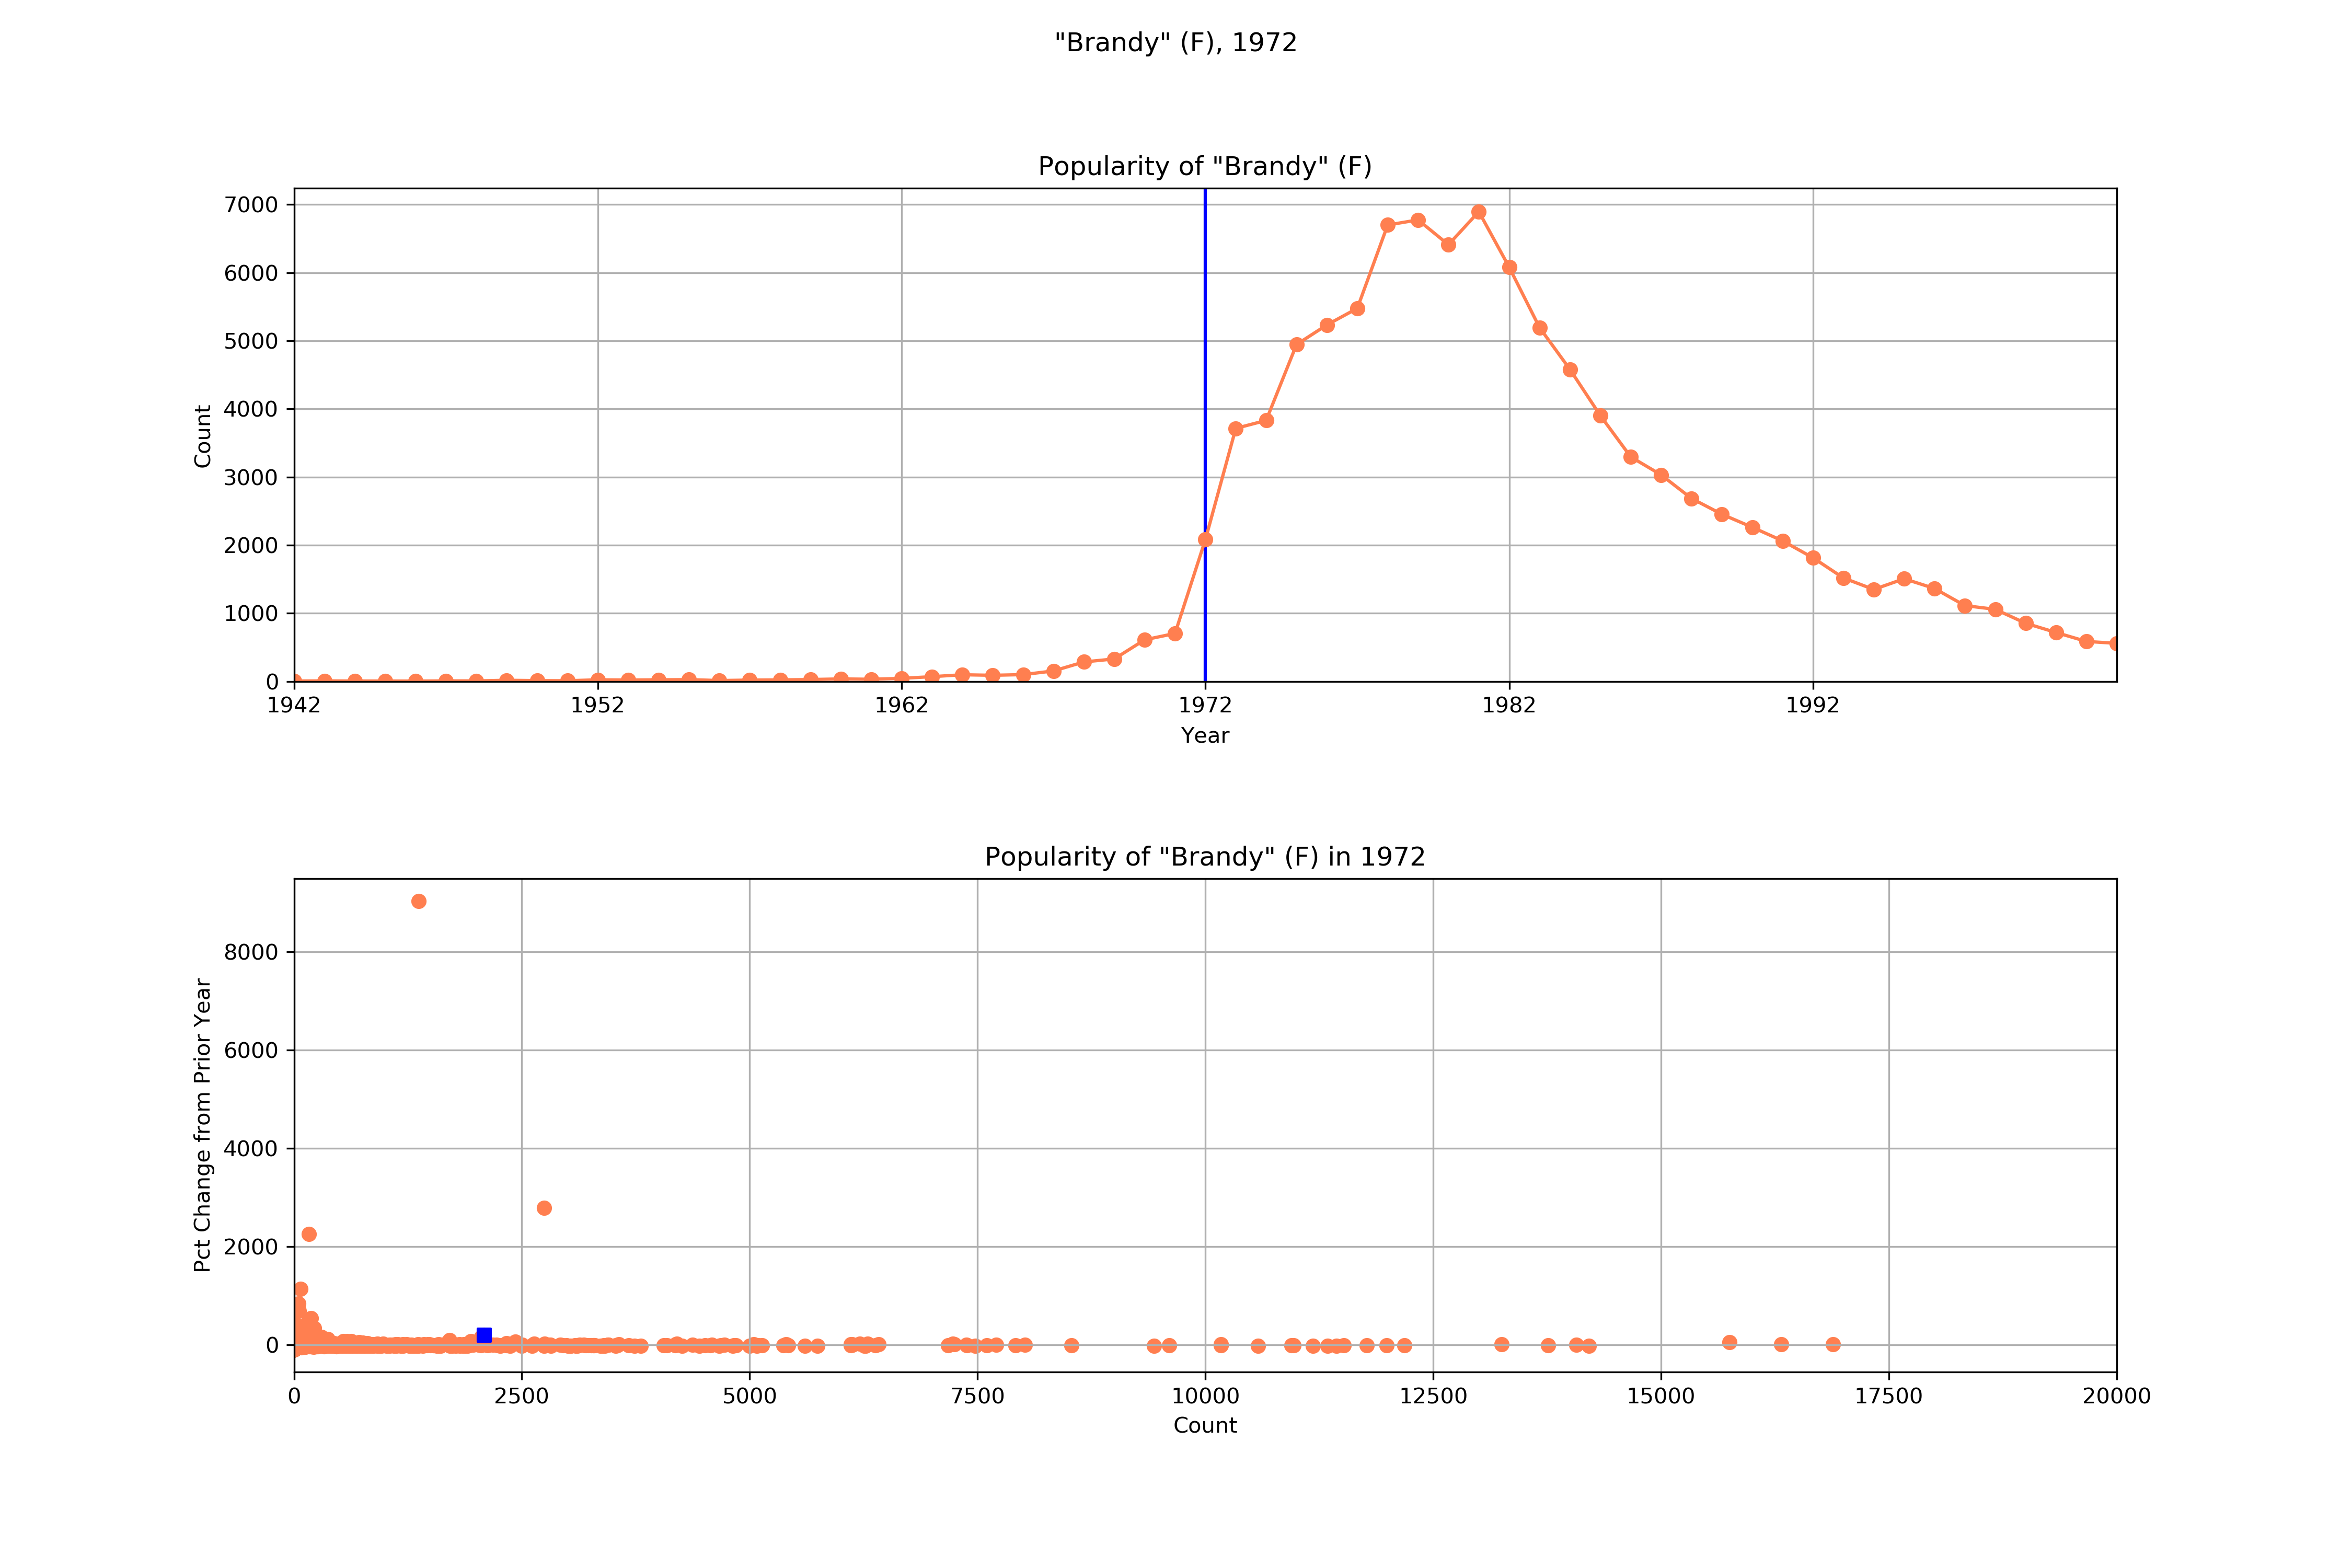 "Brandy" (F), 1972
Popularity of "Brandy" (F)
7000
6000
5000
4000
3000
2000
1000
0
Count
1942 1952 1962 1972 1982 1992
Year
Popularity of "Brandy" (F) in 1972
8000
6000
4000
2000
0
Pct Change from Prior Year
0 2500 5000 7500 10000 12500 15000 17500 20000
Count